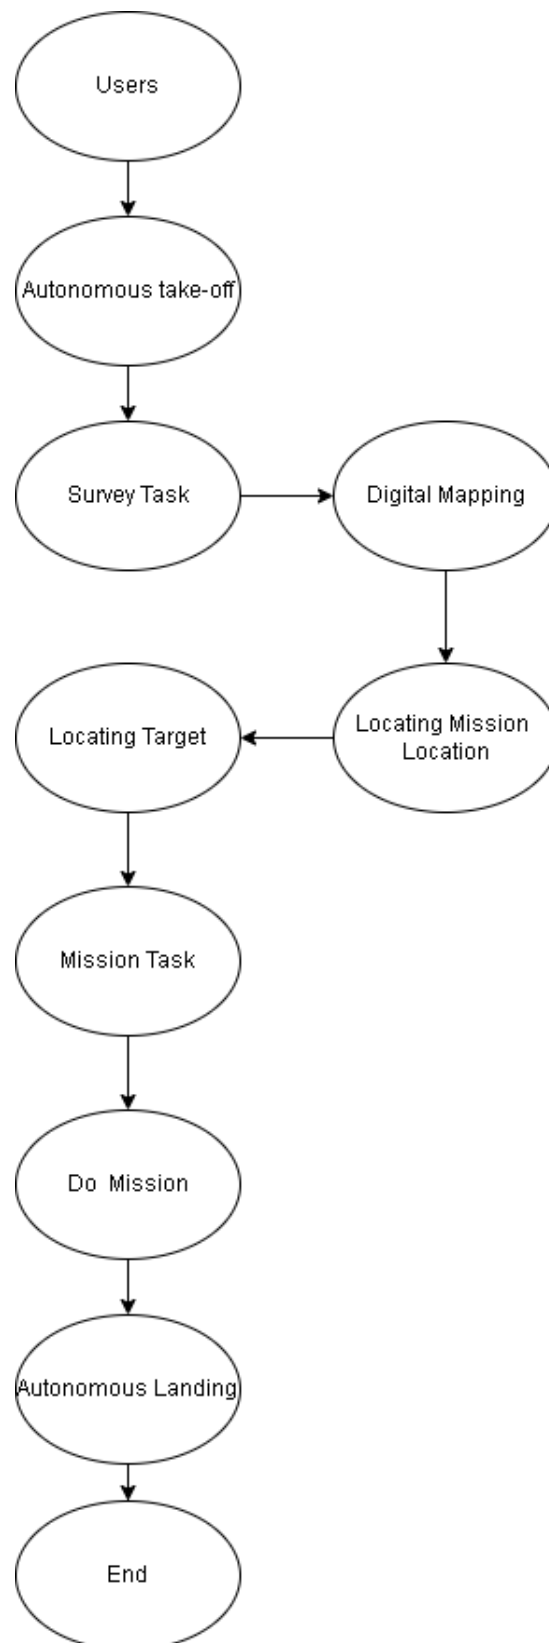 Users
Autonomous take-off
Survey Task
Digital Mapping
Locating Mission
Location
Locating Target
Mission Task
Do  Mission
Autonomous Landing
End